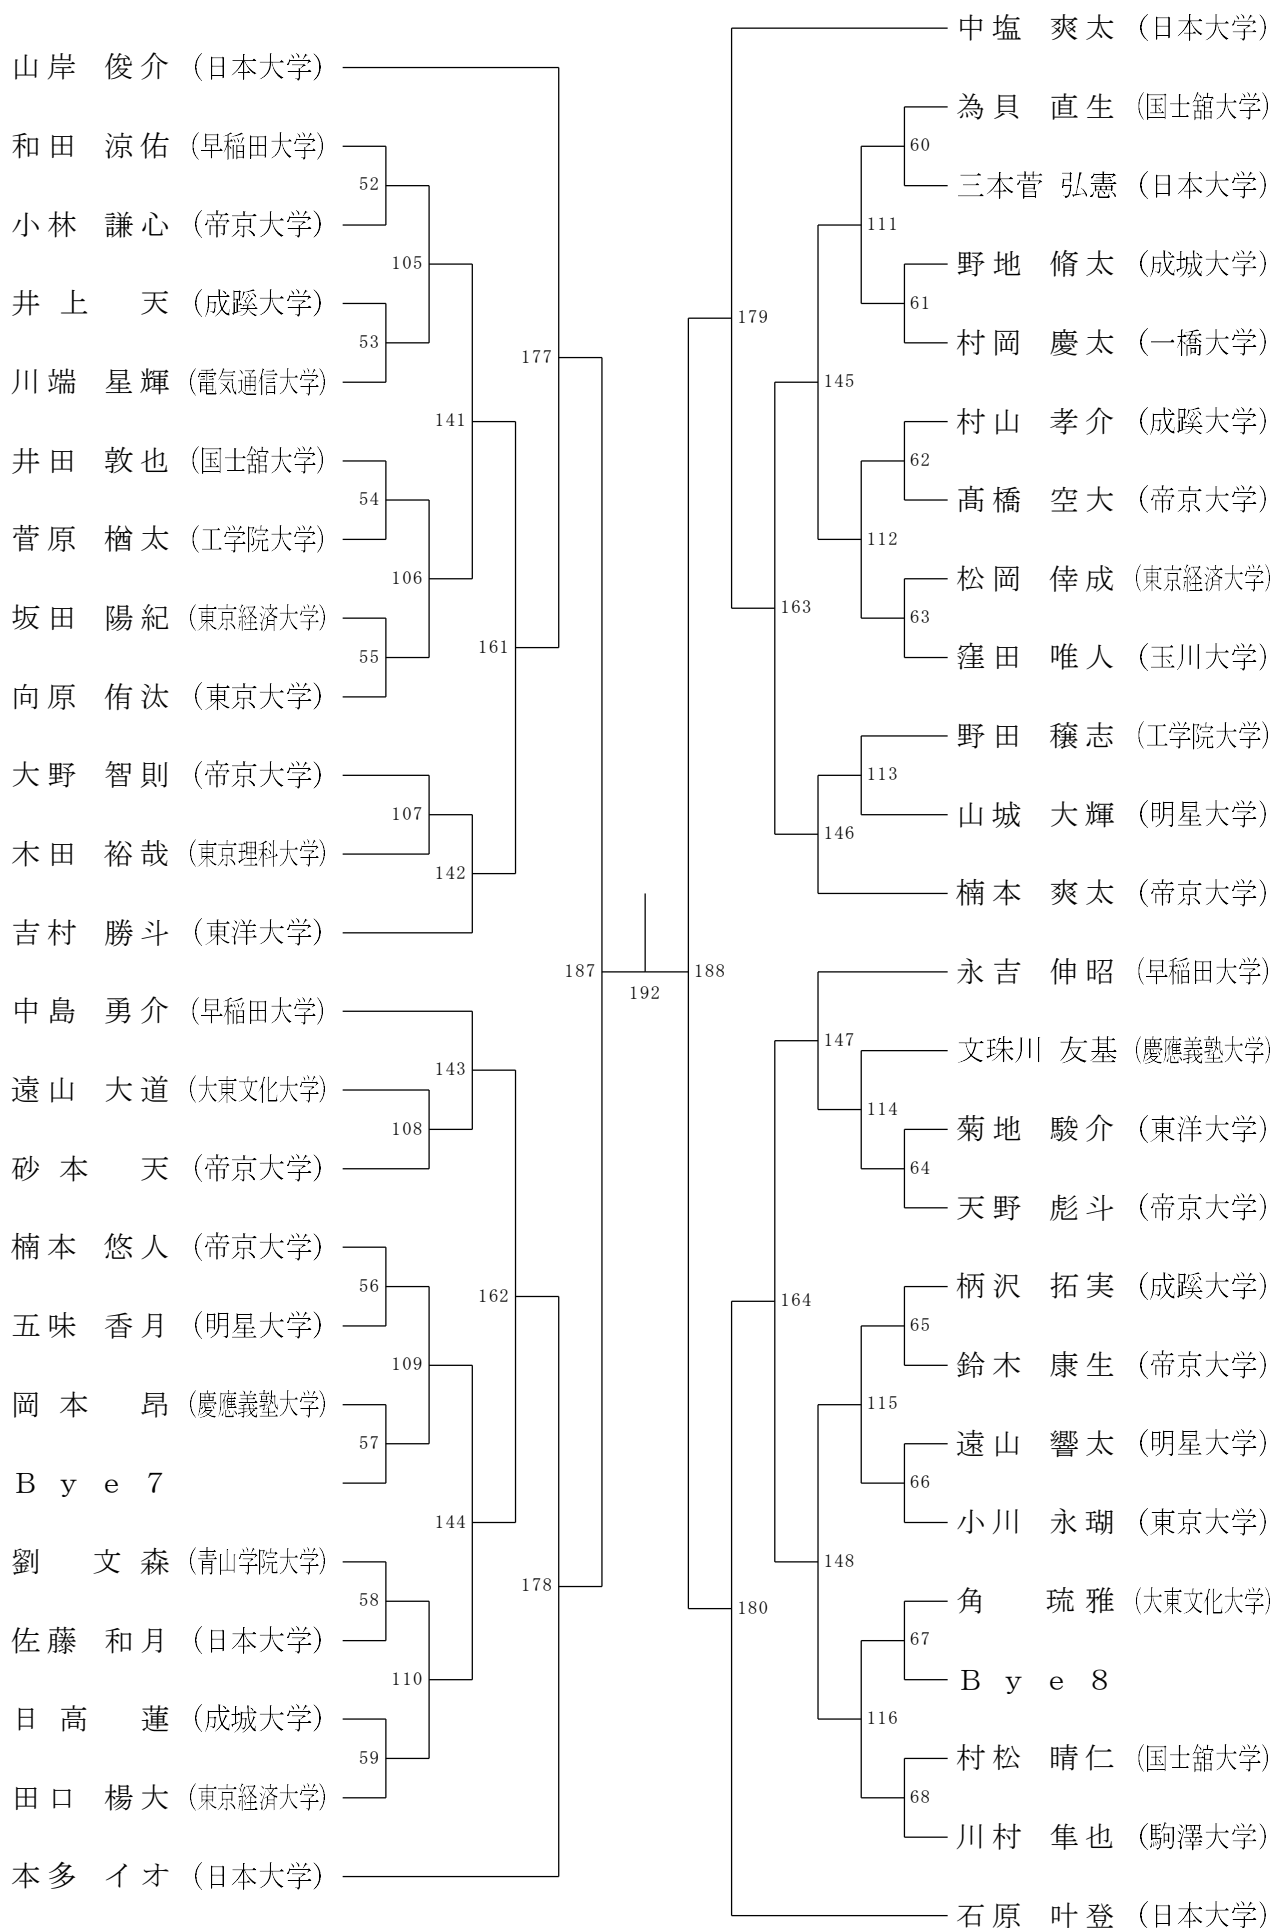 山岸 俊介 (日本大学)
和田 涼佑 (早稲田大学)
52
小林 謙心 (帝京大学)
105
井上 天 (成蹊大学)
53
川端 星輝 (電気通信大学)
141
井田 敦也 (国士舘大学)
54
菅原 楢太 (工学院大学)
106
坂田 陽紀 (東京経済大学)
55
向原 侑汰 (東京大学)
161
177
大野 智則 (帝京大学)
107
木田 裕哉 (東京理科大学)
142
吉村 勝斗 (東洋大学)
187
192
188
中島 勇介 (早稲田大学)
143
遠山 大道 (大東文化大学)
108
砂本 天 (帝京大学)
楠本 悠人 (帝京大学)
56
五味 香月 (明星大学)
162
109
岡本 昂 (慶應義塾大学)
57
Bye7
144
劉 文森 (青山学院大学)
58
178
佐藤 和月 (日本大学)
110
日高 蓮 (成城大学)
59
田口 楊大 (東京経済大学)
本多 イオ (日本大学)
中塩 爽太 (日本大学)
為貝 直生 (国士舘大学)
60
三本菅 弘憲 (日本大学)
111
野地 脩太 (成城大学)
61
179
村岡 慶太 (一橋大学)
145
村山 孝介 (成蹊大学)
62
髙橋 空大 (帝京大学)
112
松岡 倖成 (東京経済大学)
63
163
窪田 唯人 (玉川大学)
野田 穣志 (工学院大学)
113
山城 大輝 (明星大学)
146
楠本 爽太 (帝京大学)
永吉 伸昭 (早稲田大学)
147
文珠川 友基 (慶應義塾大学)
114
菊地 駿介 (東洋大学)
64
天野 彪斗 (帝京大学)
柄沢 拓実 (成蹊大学)
164
65
鈴木 康生 (帝京大学)
115
遠山 響太 (明星大学)
66
小川 永瑚 (東京大学)
148
180
角 琉雅 (大東文化大学)
67
Bye8
116
村松 晴仁 (国士舘大学)
68
川村 隼也 (駒澤大学)
石原 叶登 (日本大学)